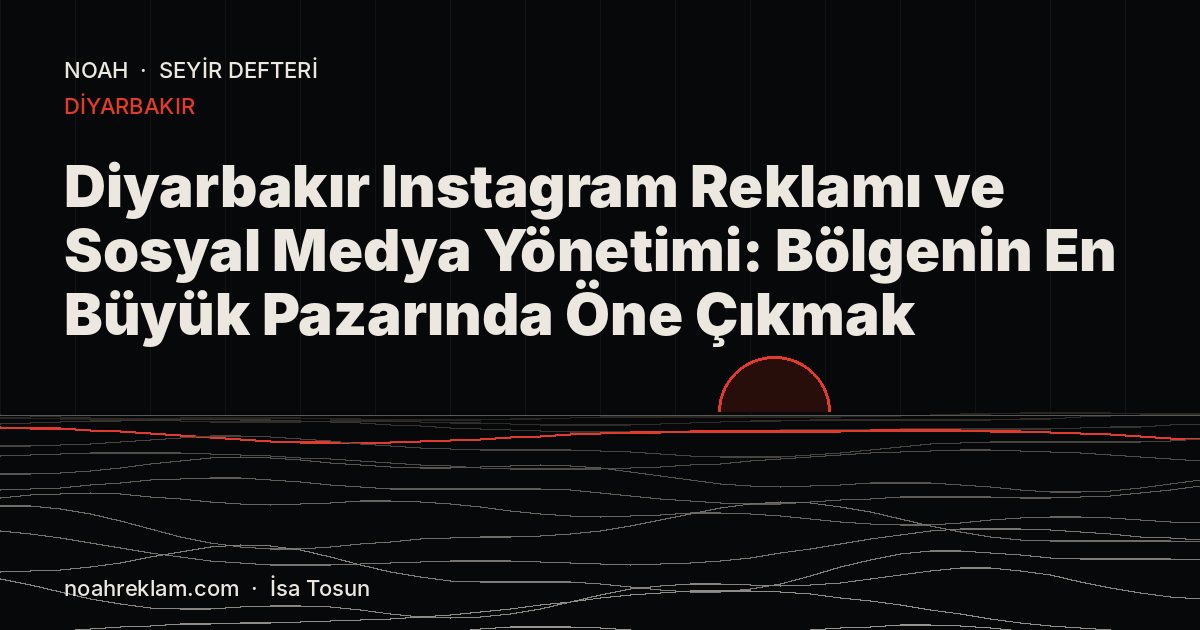 NOAH · SEYİR DEFTERİ
DİYARBAKIR
Diyarbakır Instagram Reklamı ve
Sosyal Medya Yönetimi: Bölgenin En
Büyük Pazarında Öne Çıkmak
noahreklam.com · İsa Tosun